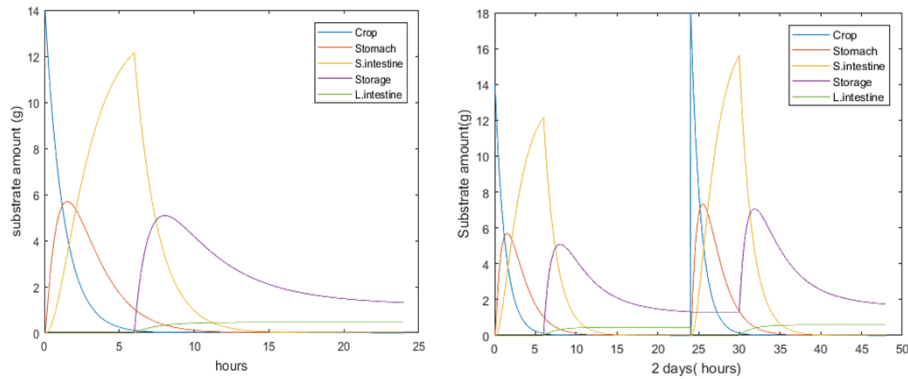 14
12
10
8
6
4
2
0
substrate amount (g)
0 5 10 15 20 25
hours
Crop
Stomach
S.intestine
Storage
L.intestine
18
16
14
12
10
8
6
4
2
0
Substrate amount(g)
0 5 10 15 20 25 30 35 40 45 50
2 days( hours)
Crop
Stomach
S.intestine
Storage
L.intestine